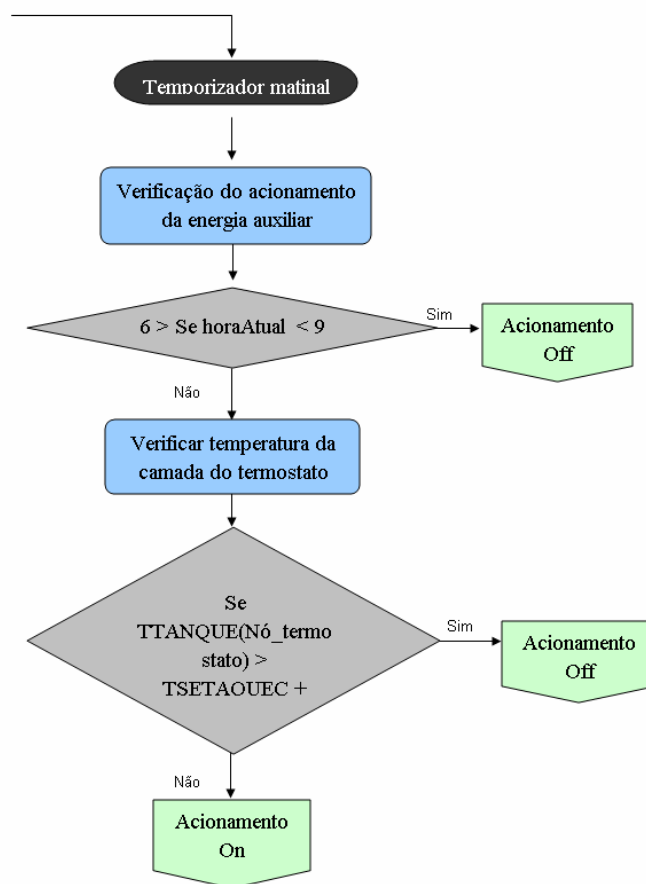 Temporizador matinal
Verificação do acionamento
da energia auxiliar
6 > Se horaAtual < 9
Sim
Acionamento
Off
Não
Verificar temperatura da
camada do termostato
Se
TTANQUE(Nó_termo
stato) >
TSETAQUEC +
Sim
Acionamento
Off
Não
Acionamento
On